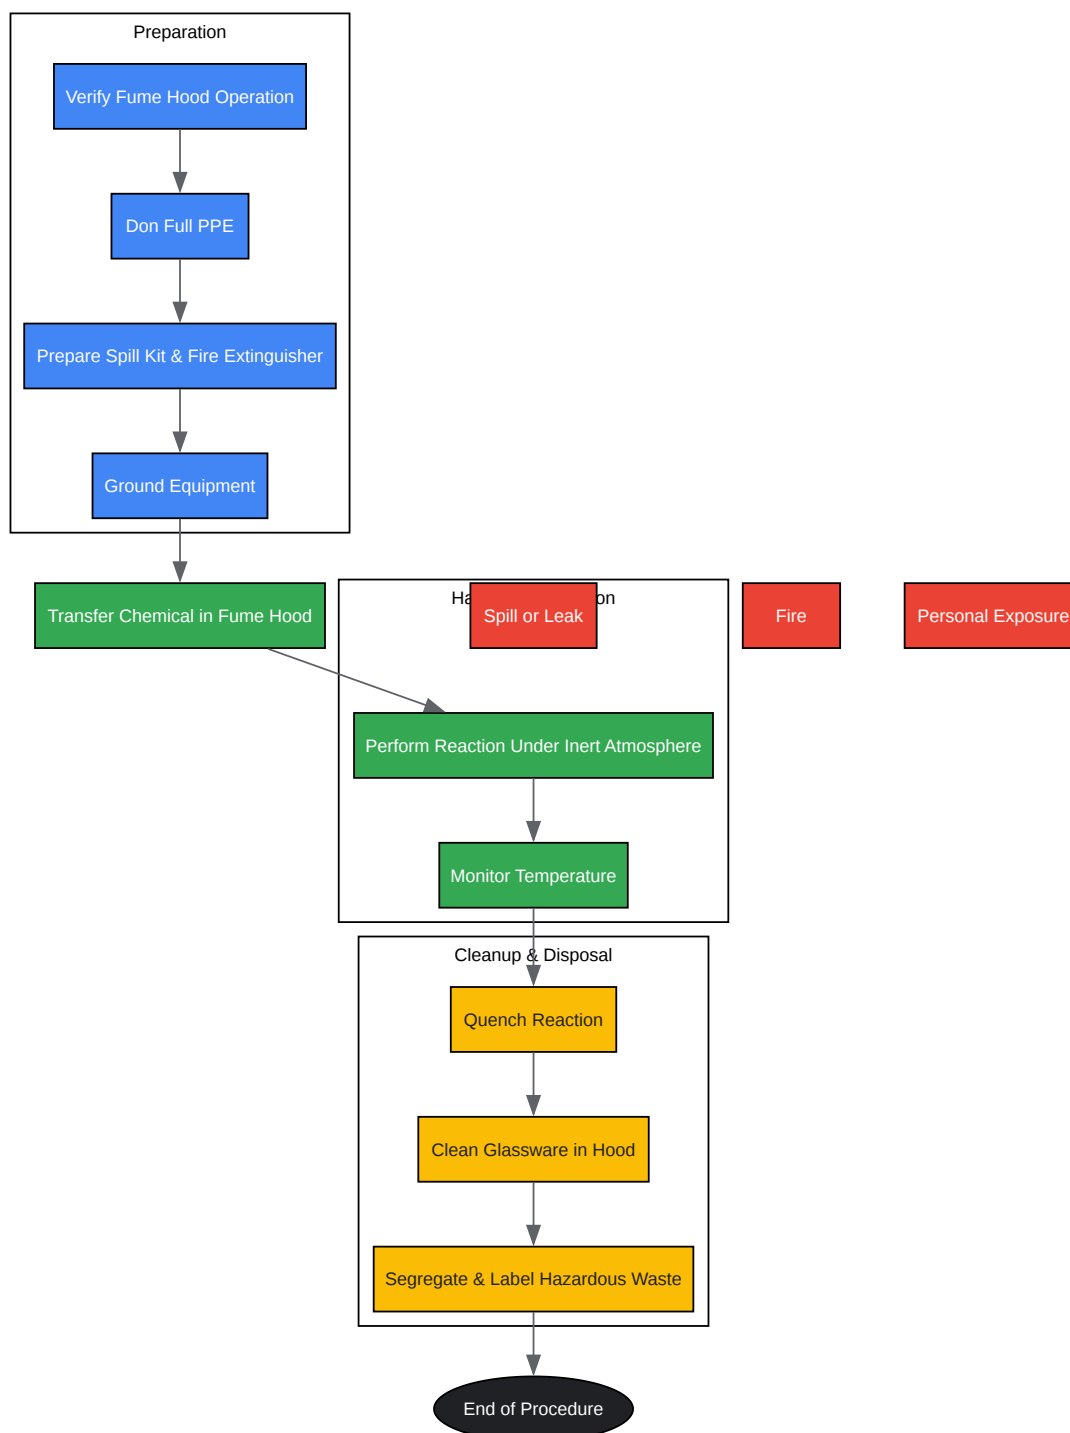 Preparation
Verify Fume Hood Operation
Don Full PPE
Prepare Spill Kit & Fire Extinguisher
Ground Equipment
Transfer Chemical in Fume Hood
Spill or Leak
Fire
Personal Exposure
Perform Reaction Under Inert Atmosphere
Monitor Temperature
Cleanup & Disposal
Quench Reaction
Clean Glassware in Hood
Segregate & Label Hazardous Waste
End of Procedure